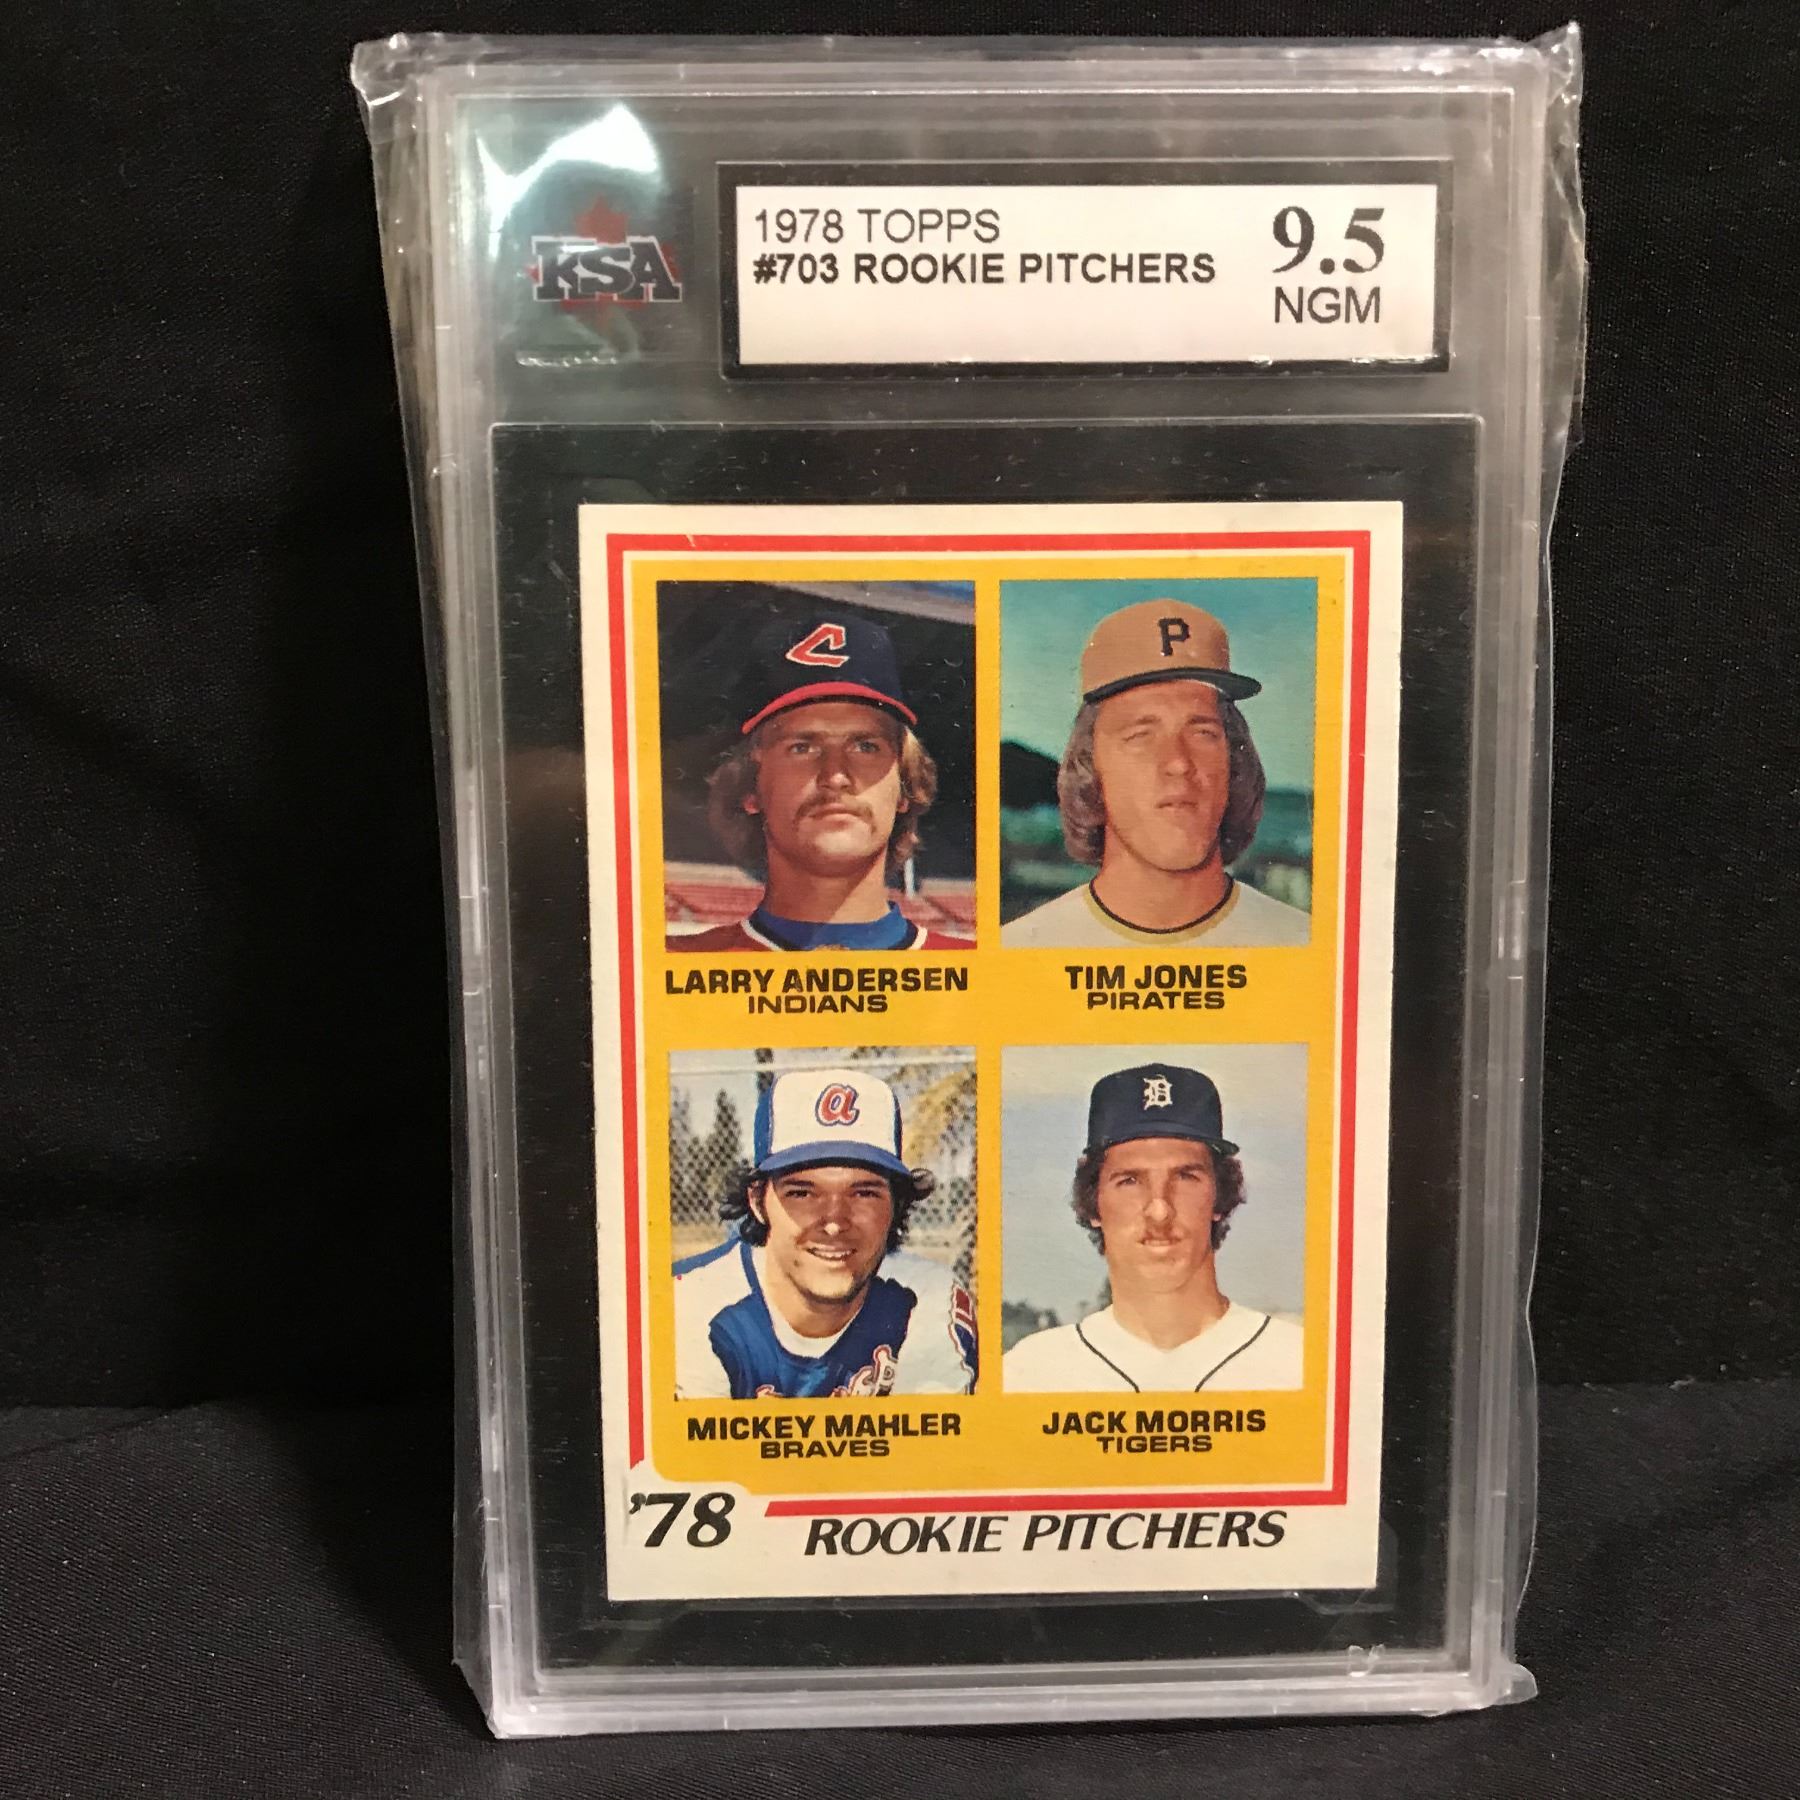 KSA
1978 TOPPS
#703 ROOKIE PITCHERS
9.5
NGM
C
P
LARRY ANDERSEN
INDIANS
TIM JONES
PIRATES
a
D
MICKEY MAHLER
BRAVES
JACK MORRIS
TIGERS
'78
ROOKIE PITCHERS